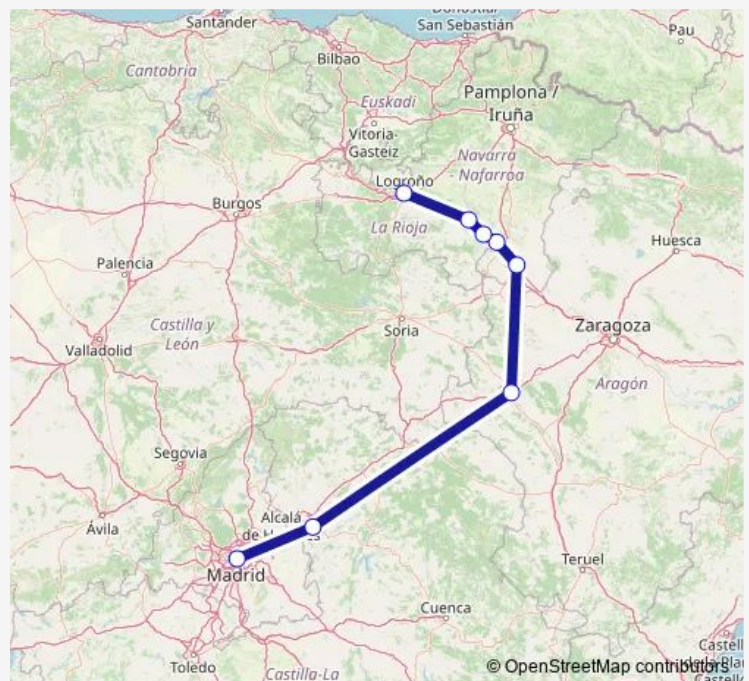 Santander
Donostia/
San Sebastián
Pau
Bilbao
Cantabria
Pamplona /
Iruña
Euskadi
Vitoria-
Gasteiz
Navarra
- Nafarroa
Logroño
Burgos
La Rioja
Huesca
Palencia
Soria
Zaragoza
Castilla y
León
Valladolid
Aragón
Segovia
Alcalá
de H
es
Ávila
Madrid
Teruel
Cuenca
Castell
Toledo
Castilla-La
© OpenStreetMap contributors